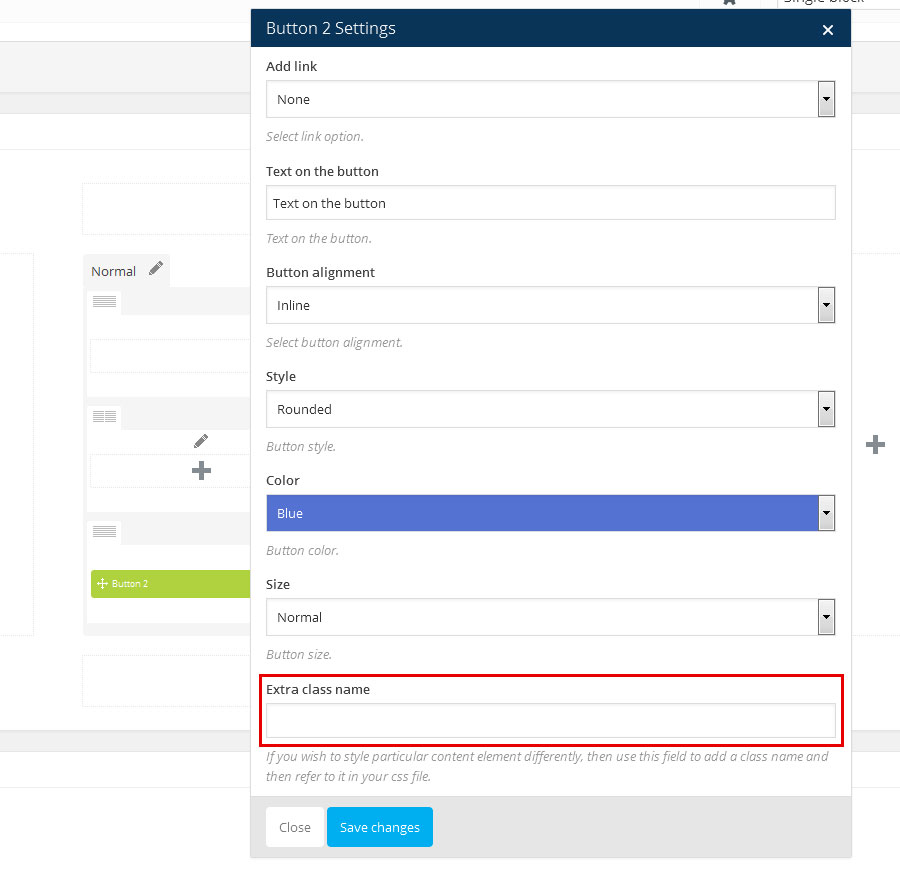 Single block
Button 2 Settings
Add link
None
Select link option.
Text on the button
Text on the button
Text on the button.
Button alignment
Inline
Select button alignment.
Style
Rounded
Button style.
Color
Blue
Button color.
Size
Normal
Button size.
Extra class name
If you wish to style particular content element differently, then use this field to add a class name and
then refer to it in your css file.
Close
Save changes
Normal
Button 2